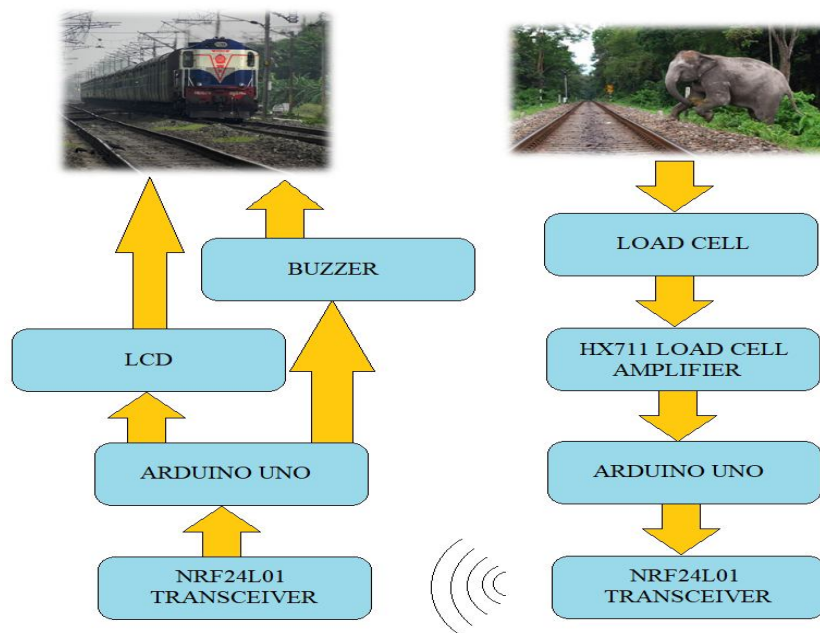 BUZZER
LCD
ARDUINO UNO
NRF24L01
TRANSCEIVER
LOAD CELL
HX711 LOAD CELL
AMPLIFIER
ARDUINO UNO
NRF24L01
TRANSCEIVER